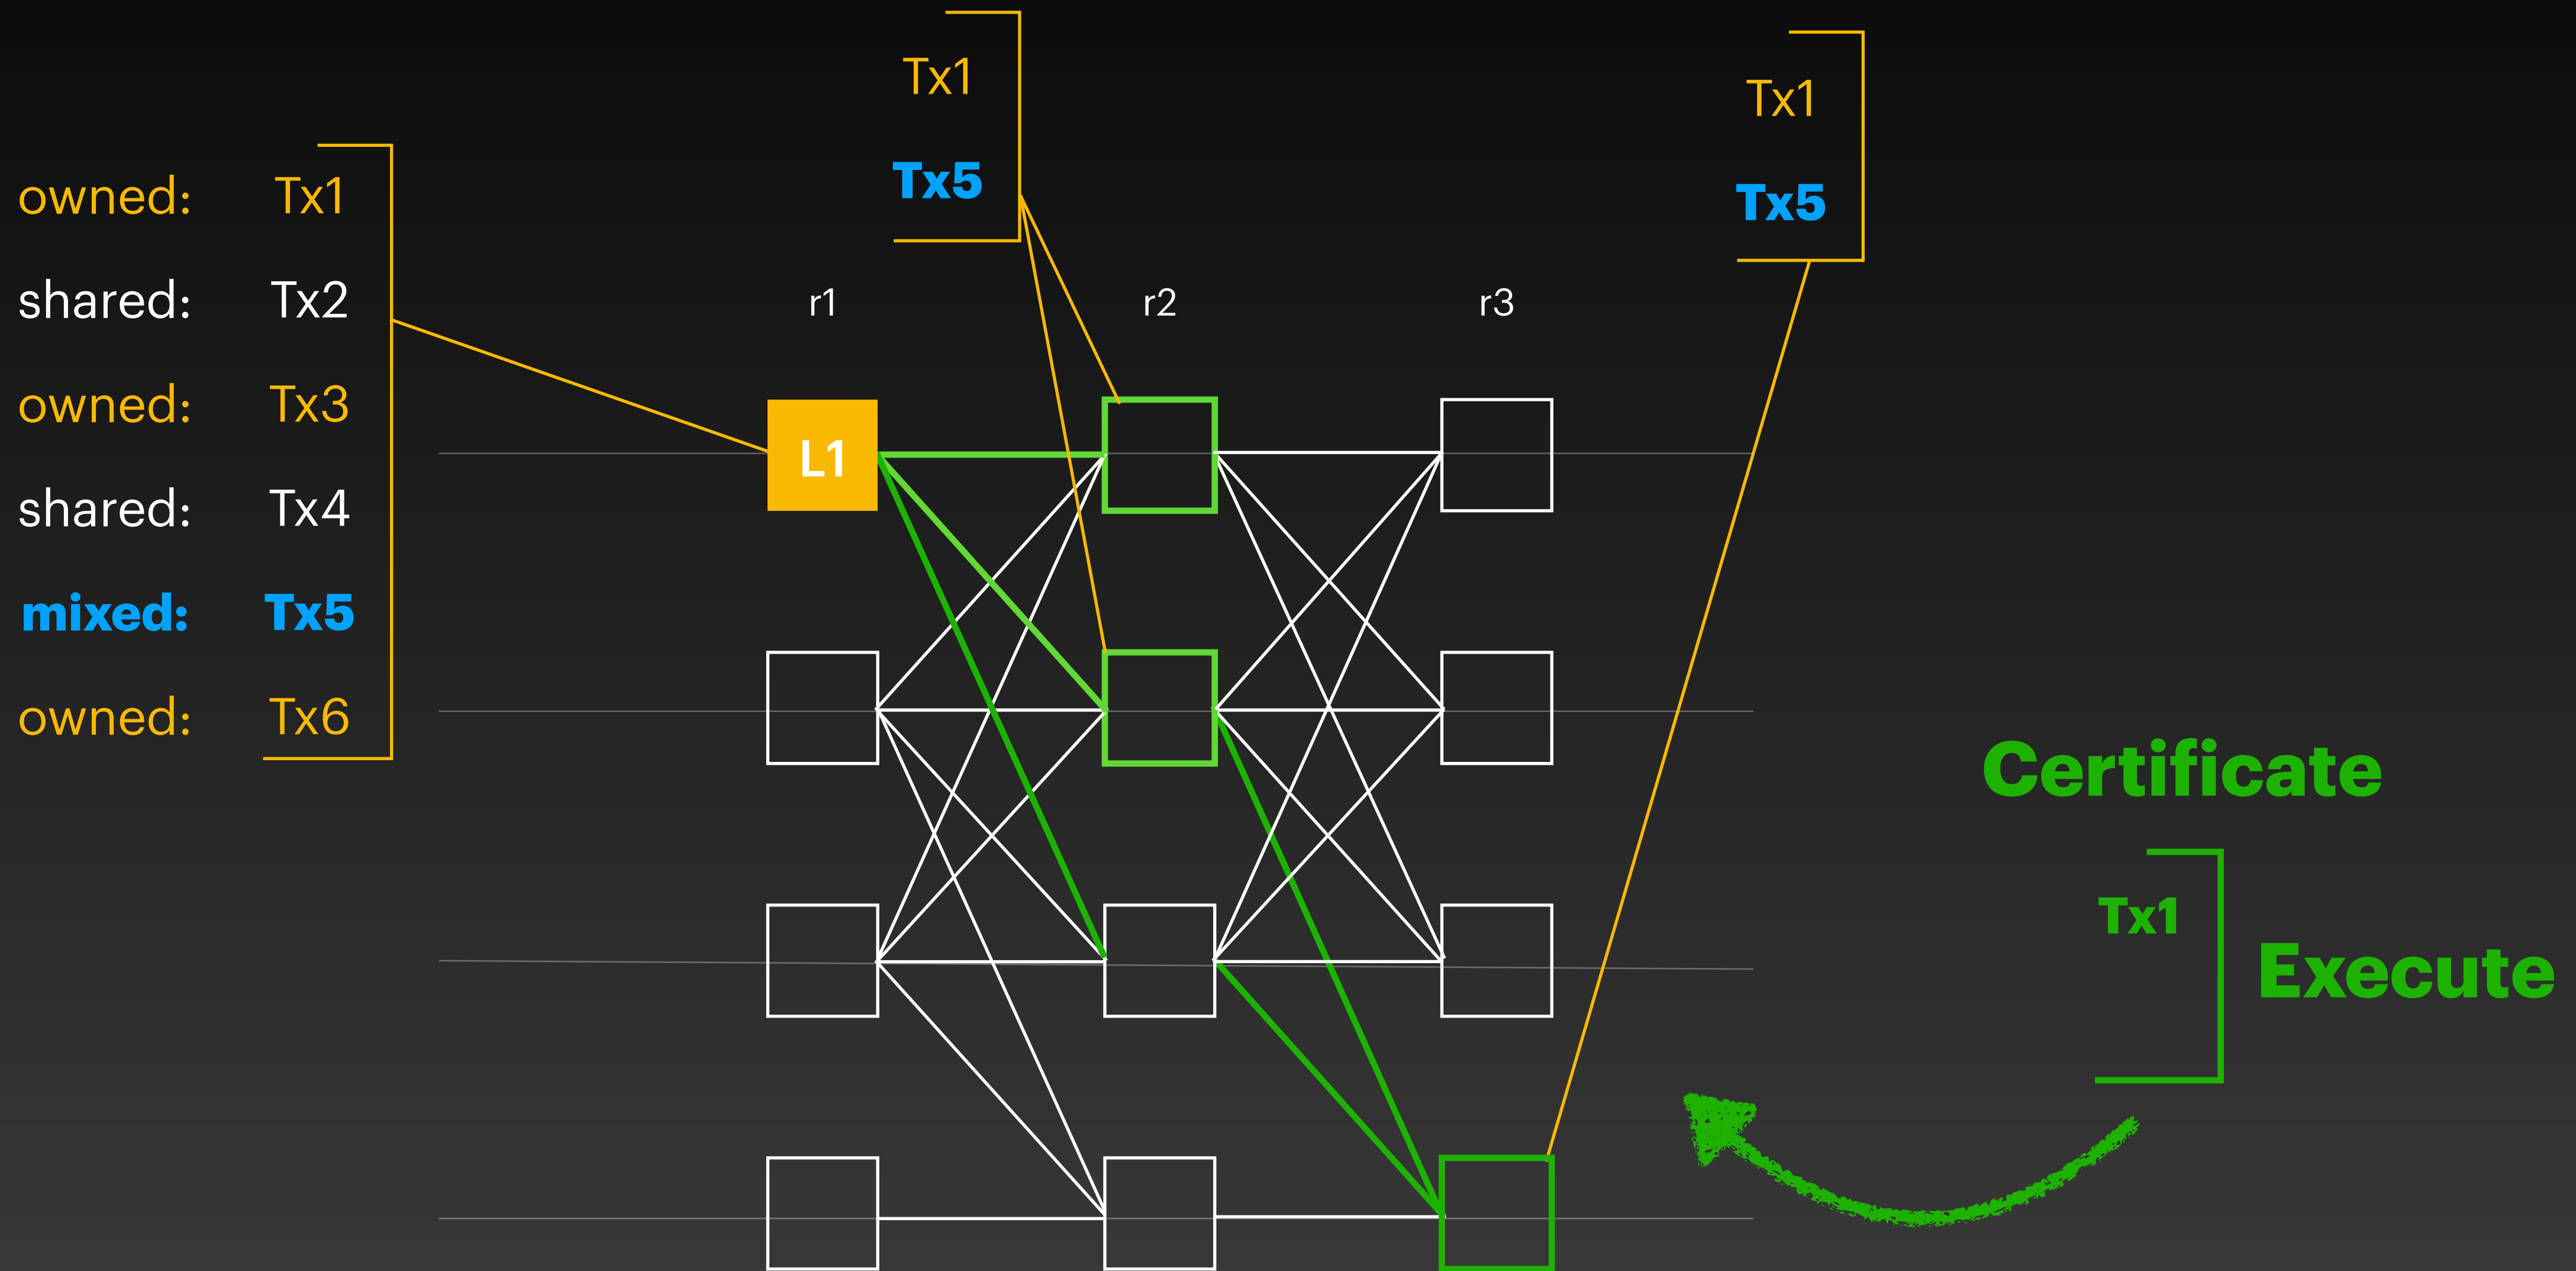 Tx1
Tx5
Tx1
Tx5
owned: Tx1
shared: Tx2
owned: Tx3
shared: Tx4
mixed: Tx5
owned: Tx6
r1 r2 r3
L1
Certificate
Tx1
Execute